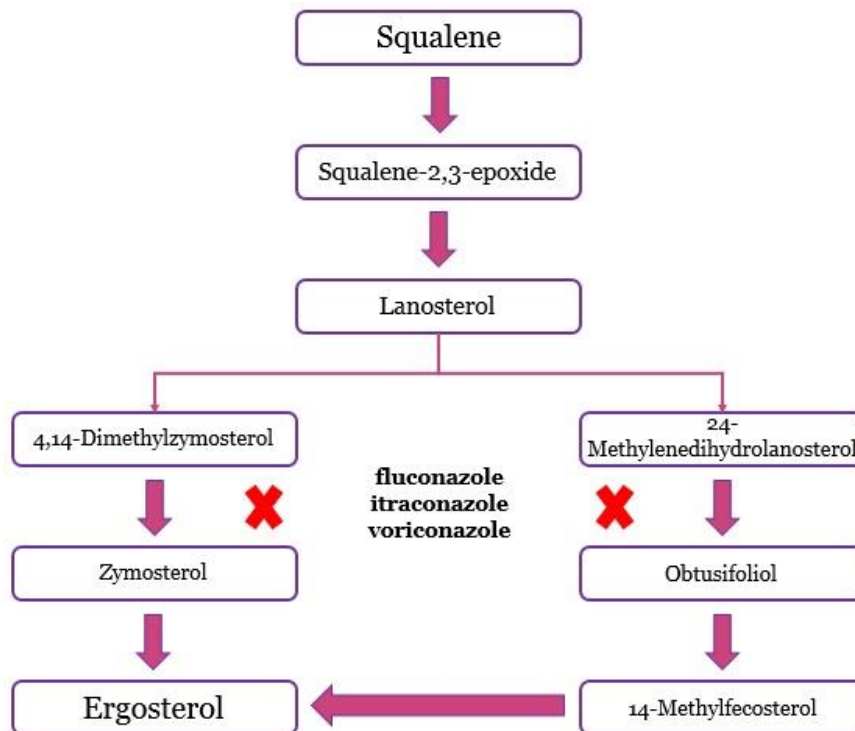 Squalene
Squalene-2,3-epoxide
Lanosterol
4,14-Dimethylzymosterol
24-
Methylenedihydrolanosterol
fluconazole
itraconazole
voriconazole
Zymosterol
Obtusifoliol
Ergosterol
14-Methylfecosterol